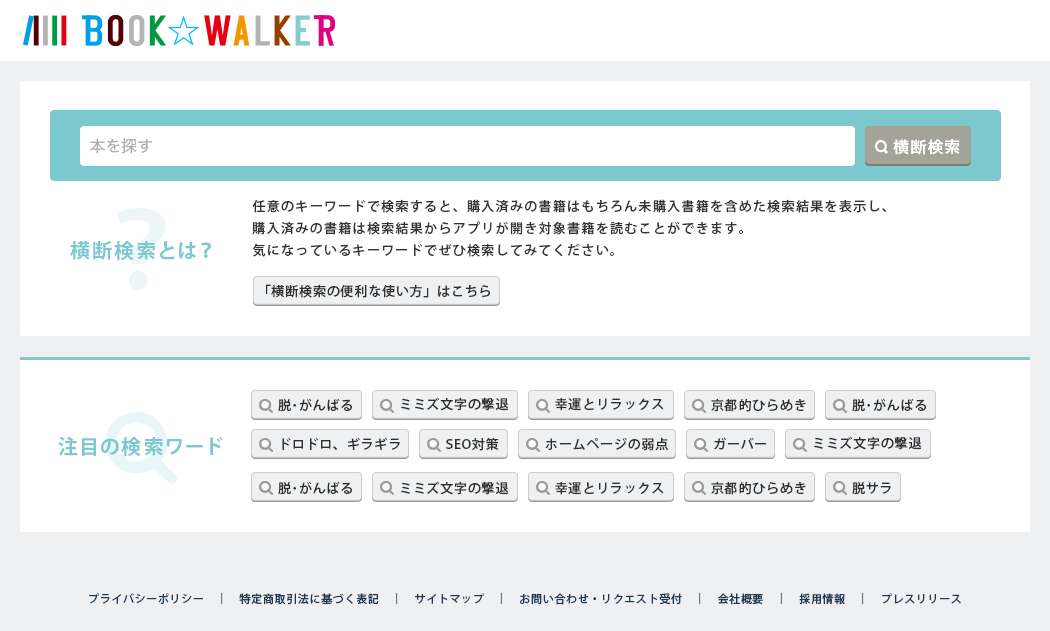 BOOK☆WALKER
本を探す
横断検索
横断検索とは？
任意のキーワードで検索すると、購入済みの書籍はもちろん未購入書籍を含めた検索結果を表示し、
購入済みの書籍は検索結果からアプリが開き対象書籍を読むことができます。
気になっているキーワードでぜひ検索してみてください。
「横断検索の便利な使い方」はこちら
注目の検索ワード
脱･がんばる ミミズ文字の撃退 幸運とリラックス 京都的ひらめき 脱･がんばる
ドロドロ、ギラギラ SEO対策 ホームページの弱点 ガーバー ミミズ文字の撃退
脱･がんばる ミミズ文字の撃退 幸運とリラックス 京都的ひらめき 脱サラ
プライバシーポリシー | 特定商取引法に基づく表記 | サイトマップ | お問い合わせ・リクエスト受付 | 会社概要 | 採用情報 | プレスリリース